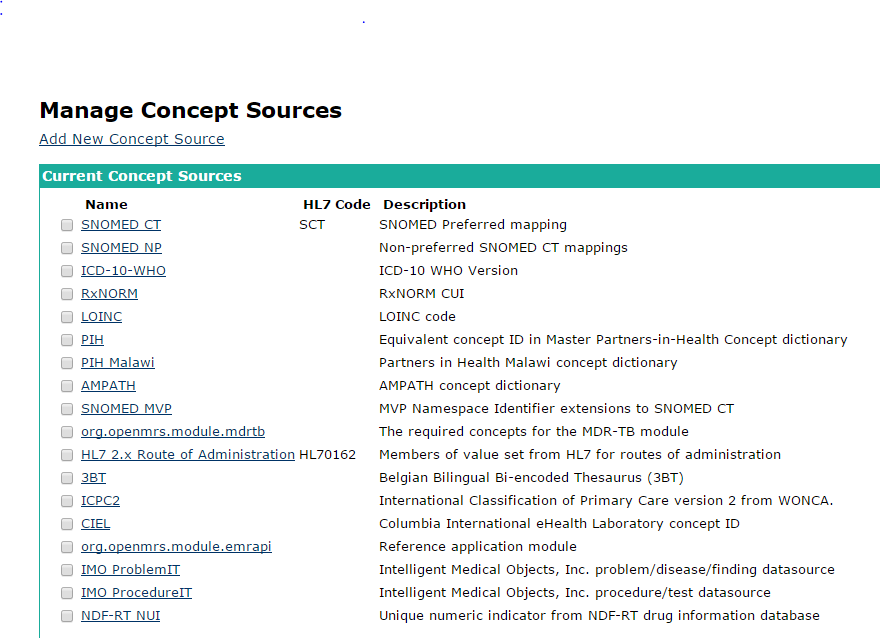 Manage Concept Sources
Add New Concept Source
Current Concept Sources
Name HL7 Code Description
SNOMED CT SCT SNOMED Preferred mapping
SNOMED NP Non-preferred SNOMED CT mappings
ICD-10-WHO ICD-10 WHO Version
RxNORM RxNORM CUI
LOINC LOINC code
PIH Equivalent concept ID in Master Partners-in-Health Concept dictionary
PIH Malawi Partners in Health Malawi concept dictionary
AMPATH AMPATH concept dictionary
SNOMED MVP MVP Namespace Identifier extensions to SNOMED CT
org.openmrs.module.mdrtb The required concepts for the MDR-TB module
HL7 2.x Route of Administration HL70162 Members of value set from HL7 for routes of administration
3BT Belgian Bilingual Bi-encoded Thesaurus (3BT)
ICPC2 International Classification of Primary Care version 2 from WONCA.
CIEL Columbia International eHealth Laboratory concept ID
org.openmrs.module.emrapi Reference application module
IMO ProblemIT Intelligent Medical Objects, Inc. problem/disease/finding datasource
IMO ProcedureIT Intelligent Medical Objects, Inc. procedure/test datasource
NDF-RT NUI Unique numeric indicator from NDF-RT drug information database